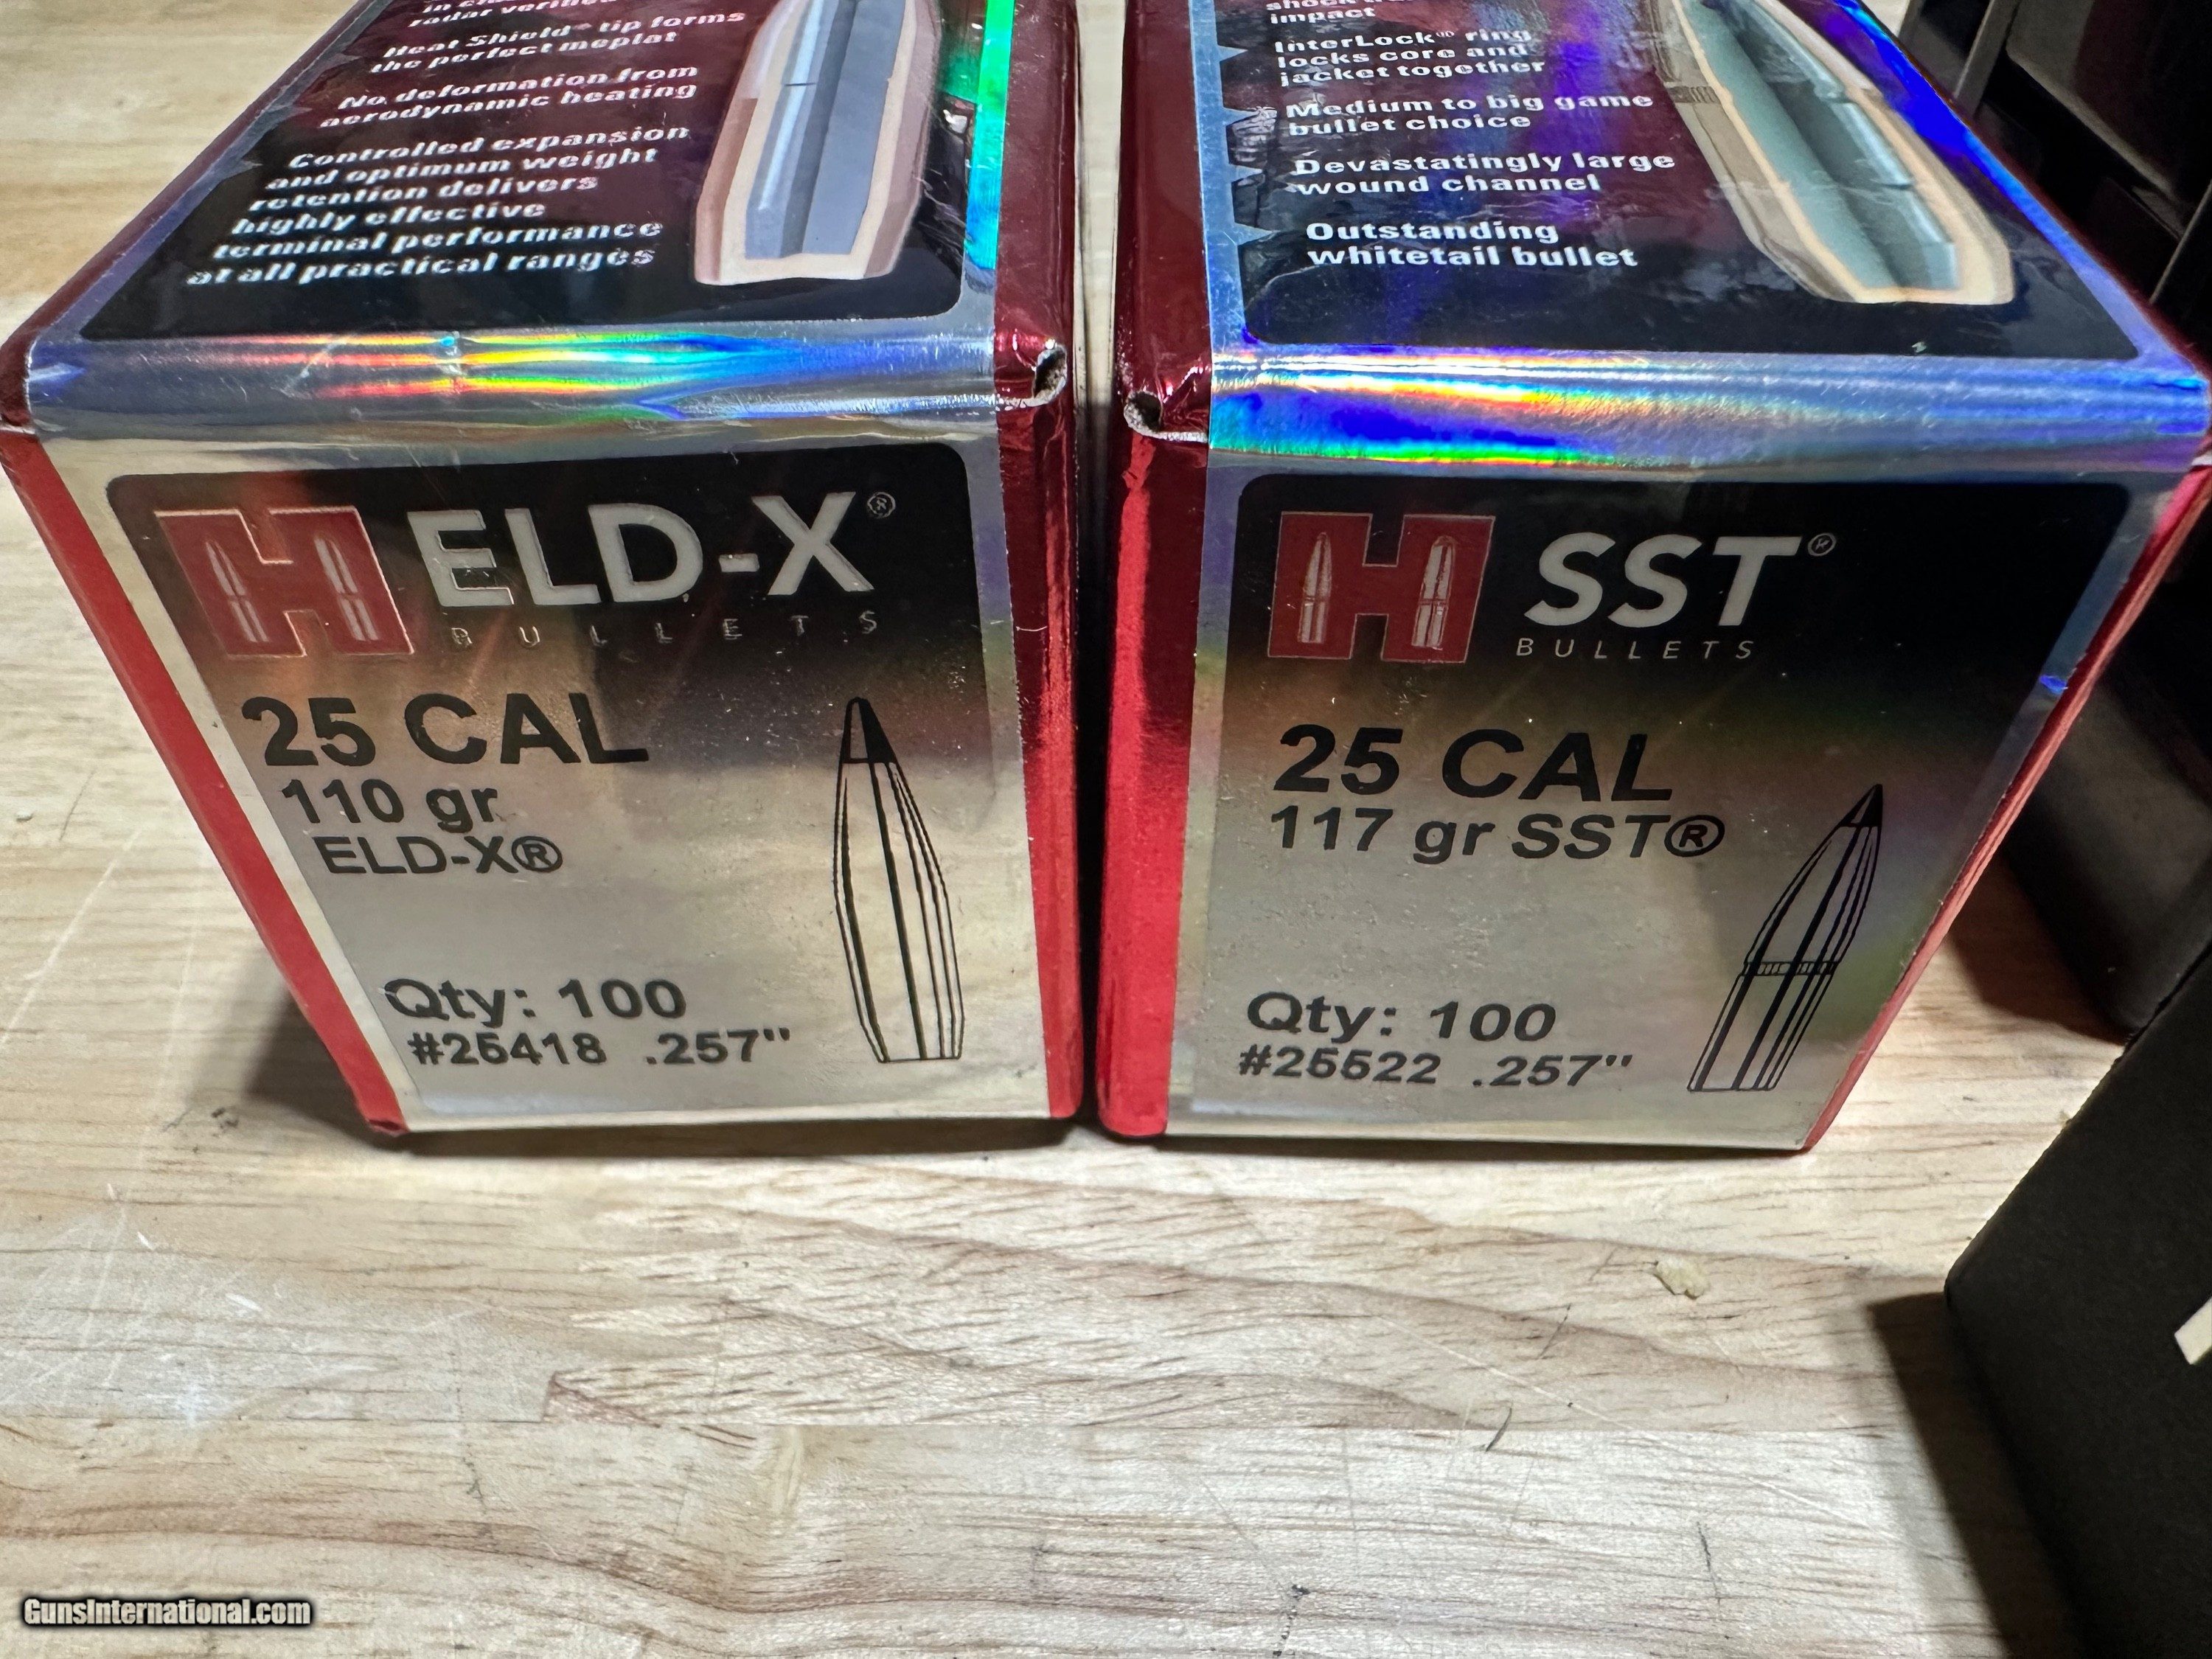 radar verified
Heat Shield® tip forms
the perfect meplat
No deformation from
aerodynamic heating
Controlled expansion
and optimum weight
retention delivers
highly effective
terminal performance
at all practical ranges
H ELD-X®
BULLETS
25 CAL
110 gr
ELD-X®
Qty: 100
#25418 .257"
impact
InterLock® ring
locks core and
jacket together
Medium to big game
bullet choice
Devastatingly large
wound channel
Outstanding
whitetail bullet
H SST®
BULLETS
25 CAL
117 gr SST®
Qty: 100
#25522 .257"
GunsInternational.com